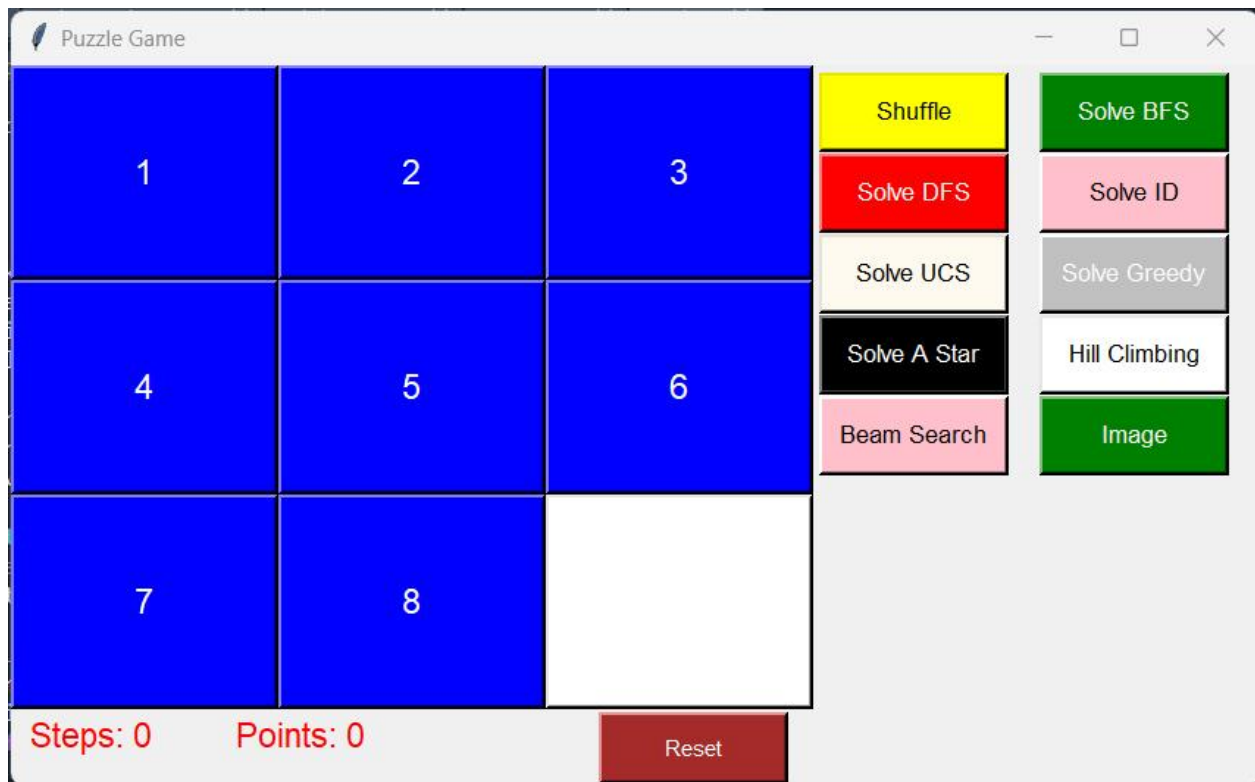 Puzzle Game
1 2 3
Shuffle Solve BFS
Solve DFS Solve ID
Solve UCS Solve Greedy
4 5 6
Solve A Star Hill Climbing
Beam Search Image
7 8
Steps: 0 Points: 0
Reset